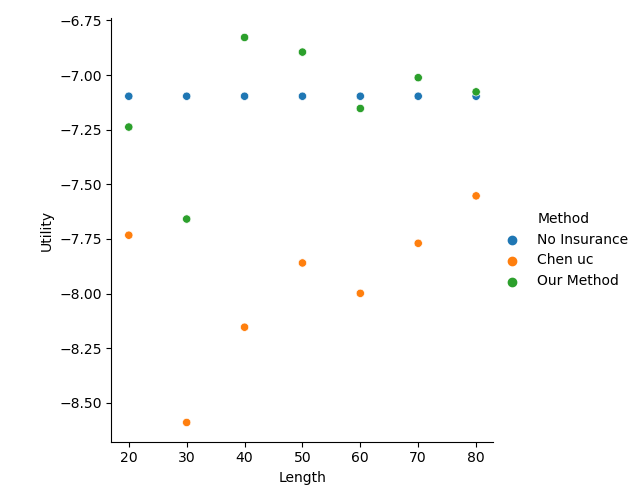 −6.75
−7.00
−7.25
−7.50
−7.75
−8.00
−8.25
−8.50
Utility
20 30 40 50 60 70 80
Length
Method
No Insurance
Chen uc
Our Method